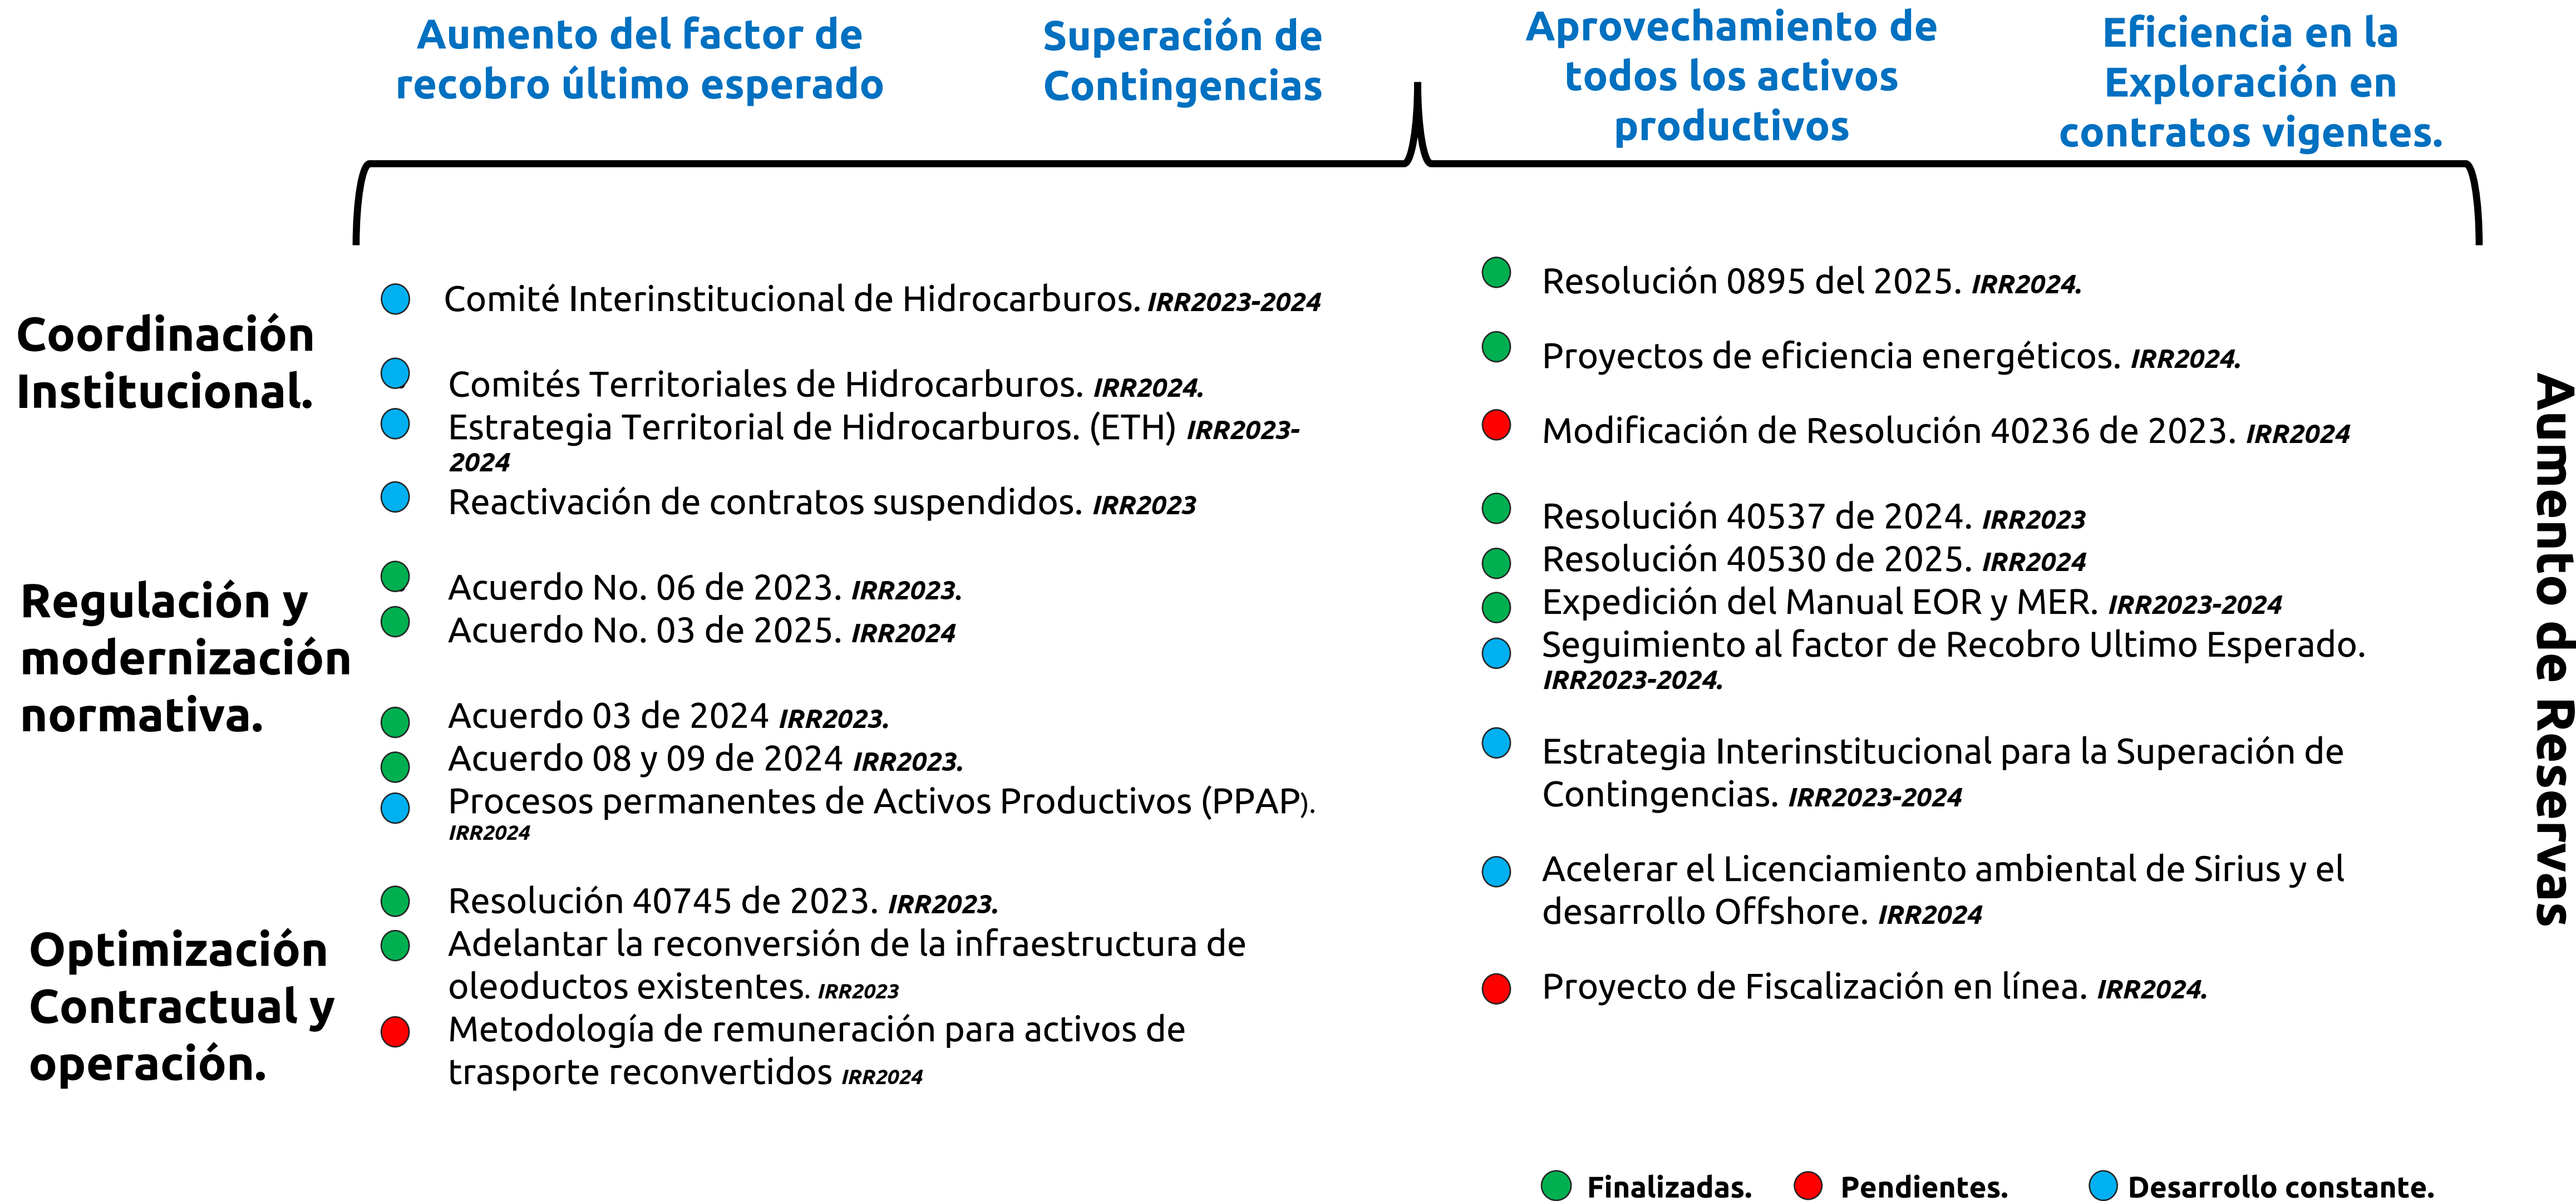 Aumento del factor de
recobro último esperado
Superación de
Contingencias
Aprovechamiento de
todos los activos
productivos
Eficiencia en la
Exploración en
contratos vigentes.
Coordinación
Institucional.
Comité Interinstitucional de Hidrocarburos. IRR2023-2024
Comités Territoriales de Hidrocarburos. IRR2024.
Estrategia Territorial de Hidrocarburos. (ETH) IRR2023-
2024
Reactivación de contratos suspendidos. IRR2023
Regulación y
modernización
normativa.
Acuerdo No. 06 de 2023. IRR2023.
Acuerdo No. 03 de 2025. IRR2024
Acuerdo 03 de 2024 IRR2023.
Acuerdo 08 y 09 de 2024 IRR2023.
Procesos permanentes de Activos Productivos (PPAP).
IRR2024
Optimización
Contractual y
operación.
Resolución 40745 de 2023. IRR2023.
Adelantar la reconversión de la infraestructura de
oleoductos existentes. IRR2023
Metodología de remuneración para activos de
trasporte reconvertidos IRR2024
Resolución 0895 del 2025. IRR2024.
Proyectos de eficiencia energéticos. IRR2024.
Modificación de Resolución 40236 de 2023. IRR2024
Resolución 40537 de 2024. IRR2023
Resolución 40530 de 2025. IRR2024
Expedición del Manual EOR y MER. IRR2023-2024
Seguimiento al factor de Recobro Ultimo Esperado.
IRR2023-2024.
Estrategia Interinstitucional para la Superación de
Contingencias. IRR2023-2024
Acelerar el Licenciamiento ambiental de Sirius y el
desarrollo Offshore. IRR2024
Proyecto de Fiscalización en línea. IRR2024.
Aumento de Reservas
Finalizadas.
Pendientes.
Desarrollo constante.